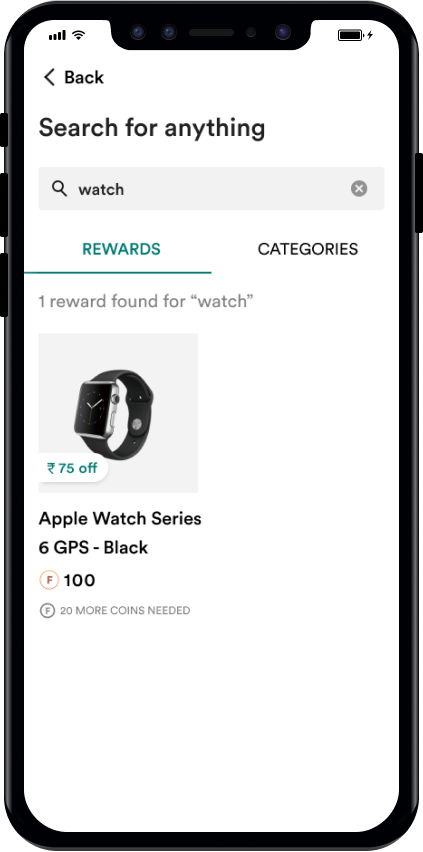 Back
Search for anything
watch
REWARDS
CATEGORIES
1 reward found for “watch”
₹ 75 off
Apple Watch Series
6 GPS - Black
F 100
F 20 MORE COINS NEEDED